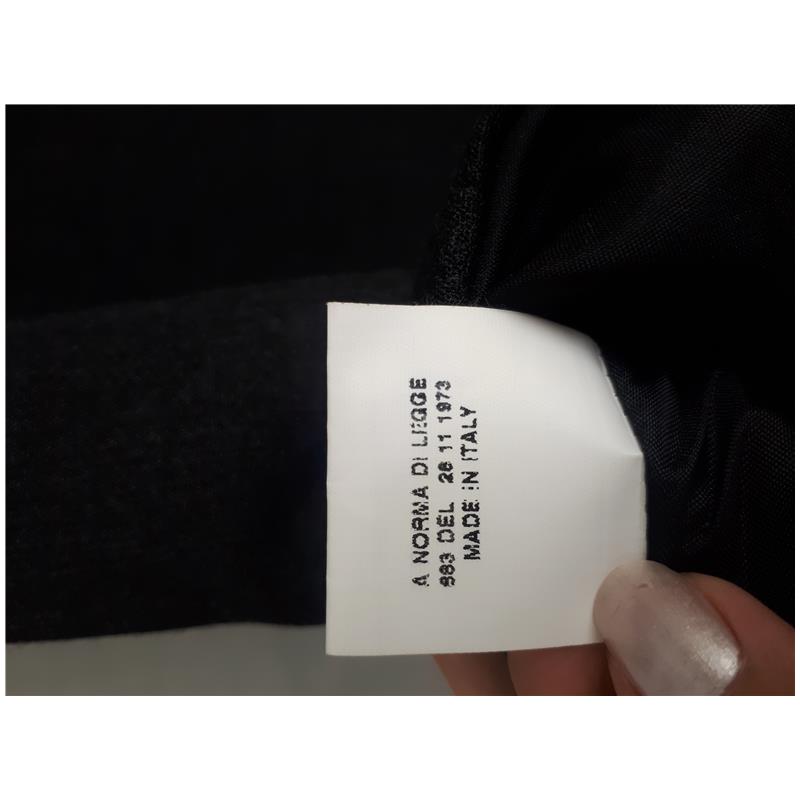 A NORMA DI LEGGE
883 DEL 26 11 1973
MADE IN ITALY